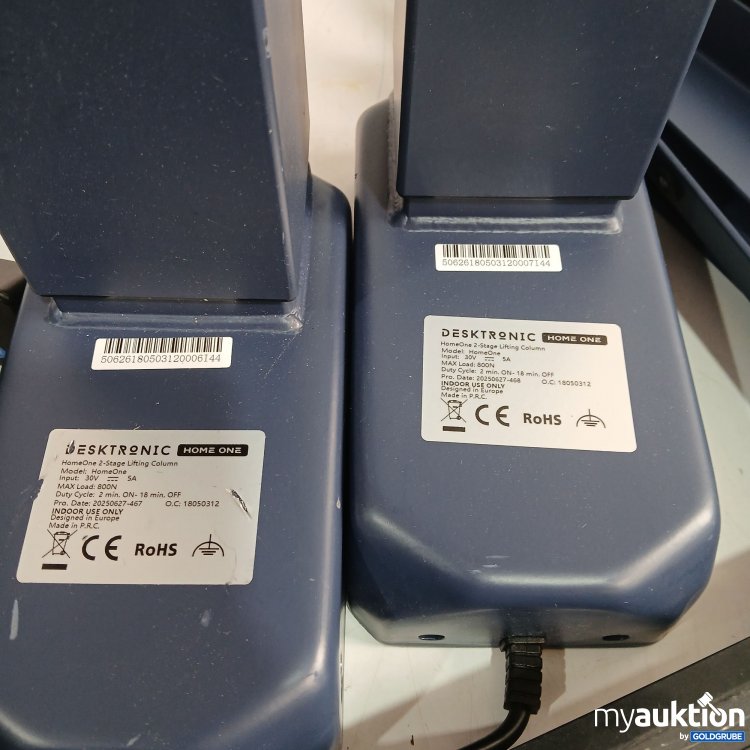 50626180503120006144
DESKTRONIC HOME ONE
HomeOne 2-Stage Lifting Column
Model: HomeOne
Input: 30V ⎓ 5A
MAX Load: 800N
Duty Cycle: 2 min. ON- 18 min. OFF
Pro. Date: 20250627-467 O.C: 18050312
INDOOR USE ONLY
Designed in Europe
Made in P.R.C.
CE RoHS
50626180503120007144
DESKTRONIC HOME ONE
HomeOne 2-Stage Lifting Column
Model: HomeOne
Input: 30V ⎓ 5A
MAX Load: 800N
Duty Cycle: 2 min. ON- 18 min. OFF
Pro. Date: 20250627-468 O.C: 18050312
INDOOR USE ONLY
Designed in Europe
Made in P.R.C.
CE RoHS
myauktion
by GOLDGRUBE